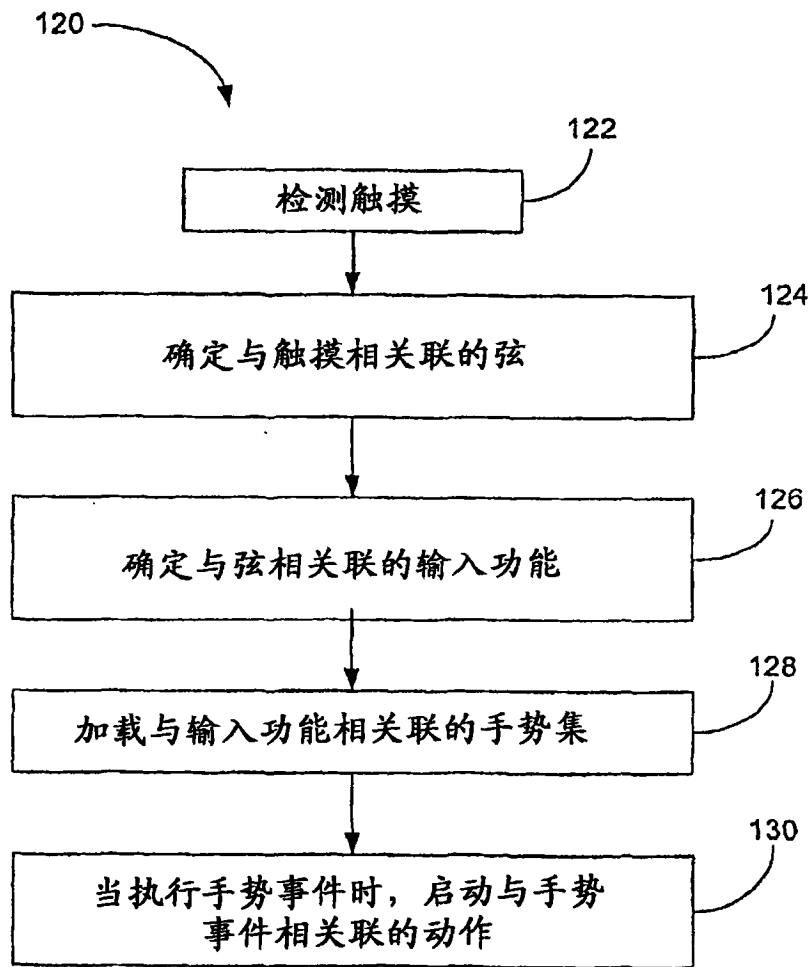 120
122
检测触摸
124
确定与触摸相关联的弦
126
确定与弦相关联的输入功能
128
加载与输入功能相关联的手势集
130
当执行手势事件时，启动与手势
事件相关联的动作